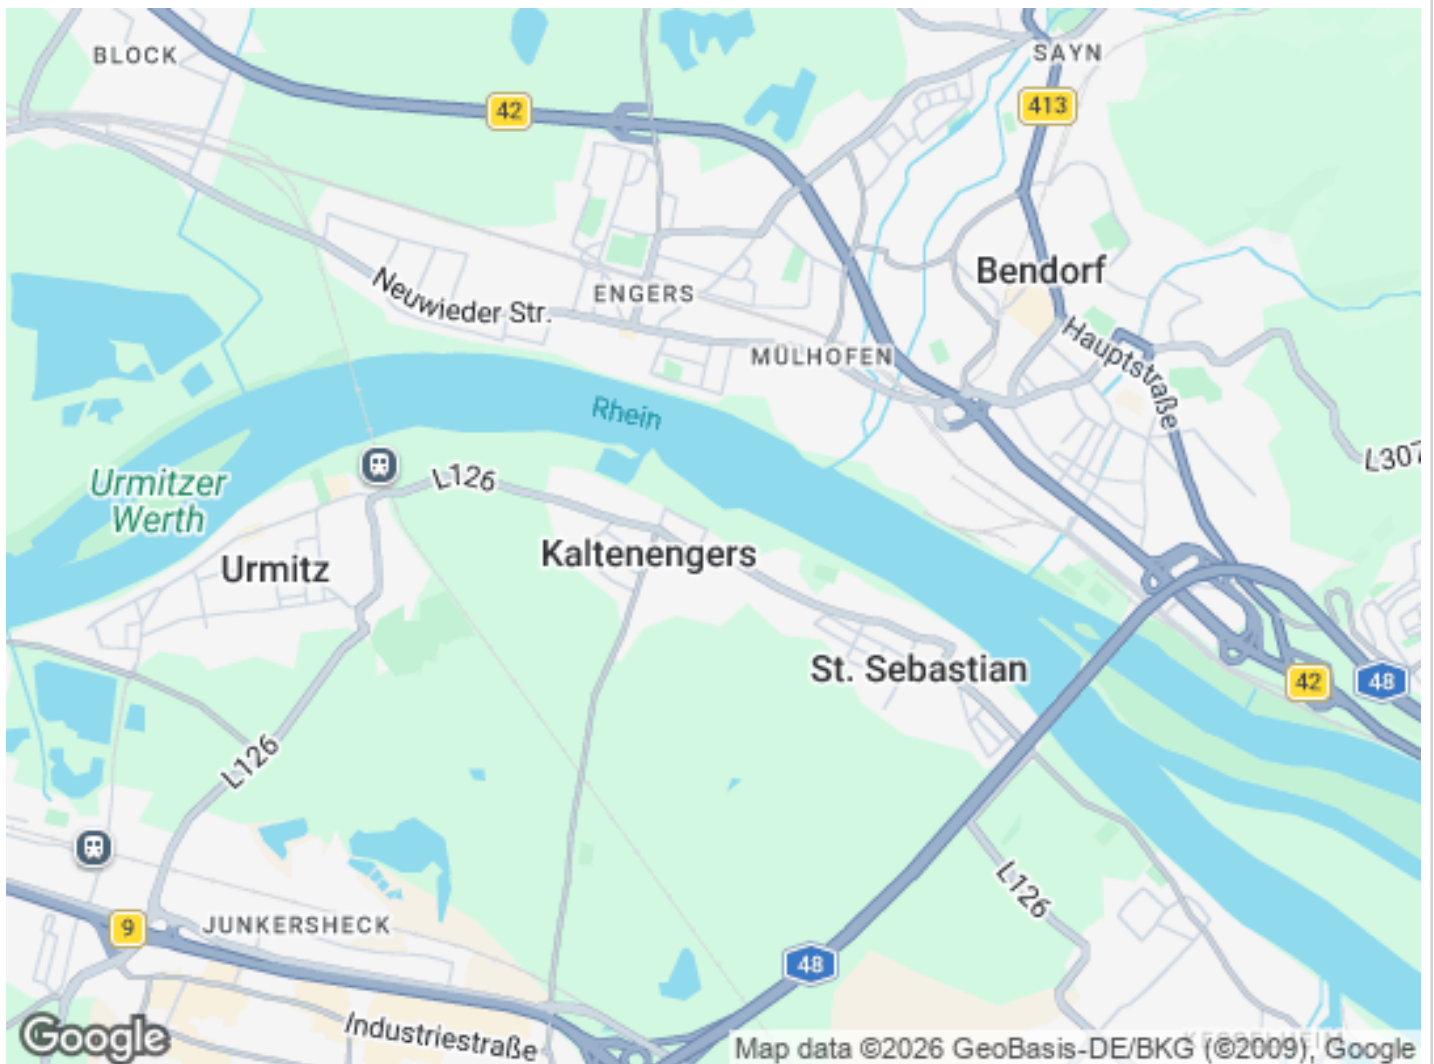 BLOCK
SAYN
42
413
Bendorf
Neuwieder Str.
ENGERS
Hauptstraße
MÜLHOFEN
Rhein
L307
Urmitzer
Werth
L126
Kaltenengers
Urmitz
St. Sebastian
42
48
L126
L126
9
JUNKERSHECK
48
Industriestraße
KESSELHEIM
Google
Map data ©2026 GeoBasis-DE/BKG (©2009), Google